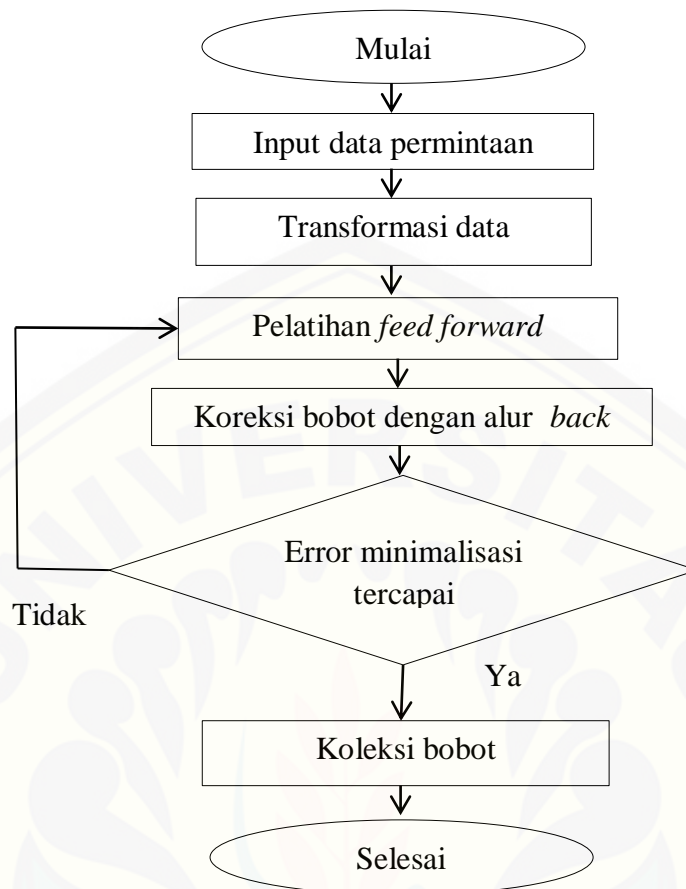 Mulai
Input data permintaan
Transformasi data
Pelatihan feed forward
Koreksi bobot dengan alur back
Error minimalisasi
tercapai
Tidak
Ya
Koleksi bobot
Selesai